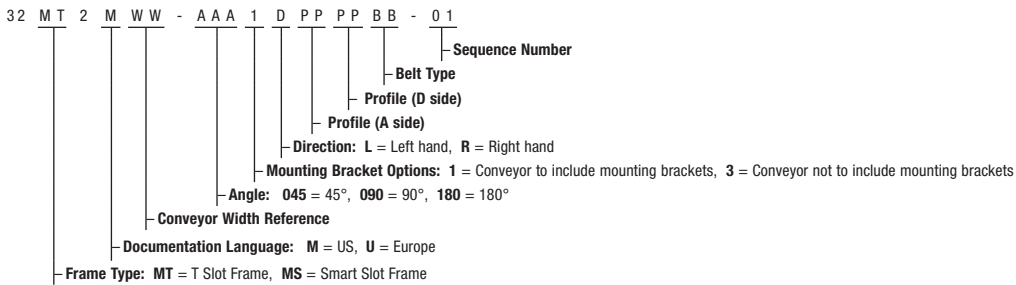 32 MT 2 M WW - AAA 1 D PP PP BB - 01
Sequence Number
Belt Type
Profile (D side)
Profile (A side)
Direction: L = Left hand, R = Right hand
Mounting Bracket Options: 1 = Conveyor to include mounting brackets, 3 = Conveyor not to include mounting brackets
Angle: 045 = 45°, 090 = 90°, 180 = 180°
Conveyor Width Reference
Documentation Language: M = US, U = Europe
Frame Type: MT = T Slot Frame, MS = Smart Slot Frame